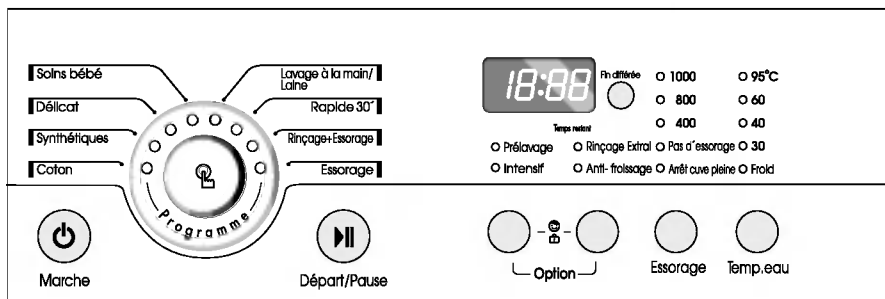 Soins bébé
Délicat
Synthétiques
Coton
Lavage à la main/
Laine
Rapide 30´
Rinçage+Essorage
Essorage
Programme
Marche
Départ/Pause
18:88
Fin différée
Temps restant
1000
800
400
95°C
60
40
Prélavage
Rinçage Extral
Pas d´essorage
30
Intensif
Anti- froissage
Arrêt cuve pleine
Froid
Option
Essorage
Temp.eau